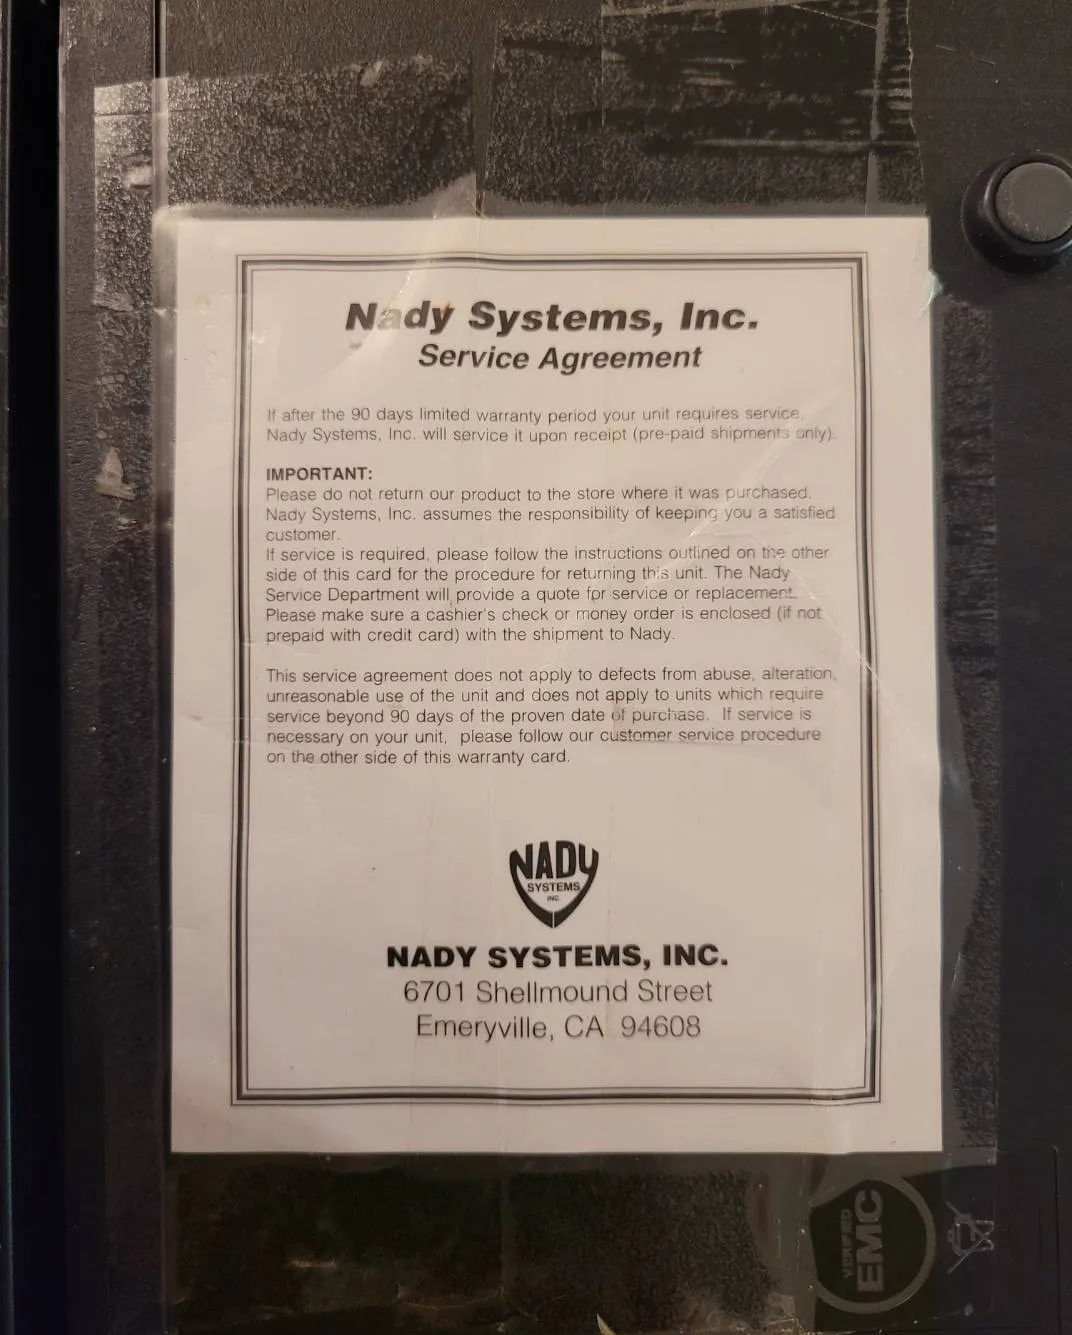 Nady Systems, Inc.
Service Agreement
If after the 90 days limited warranty period your unit requires service,
Nady Systems, Inc. will service it upon receipt (pre-paid shipments only).
IMPORTANT:
Please do not return our product to the store where it was purchased.
Nady Systems, Inc. assumes the responsibility of keeping you a satisfied
customer.
If service is required, please follow the instructions outlined on the other
side of this card for the procedure for returning this unit. The Nady
Service Department will provide a quote for service or replacement.
Please make sure a cashier's check or money order is enclosed (if not
prepaid with credit card) with the shipment to Nady.
This service agreement does not apply to defects from abuse, alteration,
unreasonable use of the unit and does not apply to units which require
service beyond 90 days of the proven date of purchase. If service is
necessary on your unit, please follow our customer service procedure
on the other side of this warranty card.
NADY
SYSTEMS
INC.
NADY SYSTEMS, INC.
6701 Shellmound Street
Emeryville, CA 94608
VERIFIED
EMC